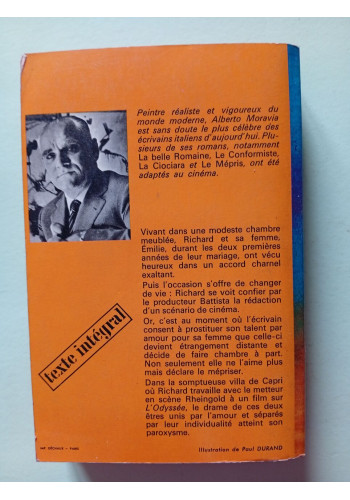 Peintre réaliste et vigoureux du
monde moderne, Alberto Moravia
est sans doute le plus célèbre des
écrivains italiens d'aujourd'hui. Plu-
sieurs de ses romans, notamment
La belle Romaine, Le Conformiste,
La Ciociara et Le Mépris, ont été
adaptés au cinéma.
Vivant dans une modeste chambre
meublée, Richard et sa femme,
Émilie, durant les deux premières
années de leur mariage, ont vécu
heureux dans un accord charnel
exaltant.
Puis l'occasion s'offre de changer
de vie : Richard se voit confier par
le producteur Battista la rédaction
d'un scénario de cinéma.
Or, c'est au moment où l'écrivain
consent à prostituer son talent par
amour pour sa femme que celle-ci
devient étrangement distante et
décide de faire chambre à part.
Non seulement elle ne l'aime plus
mais déclare le mépriser.
Dans la somptueuse villa de Capri
où Richard travaille avec le metteur
en scène Rheingold à un film sur
L'Odyssée, le drame de ces deux
êtres unis par l'amour et séparés
par leur individualité atteint son
paroxysme.
texte intégral
Illustration de Paul DURAND